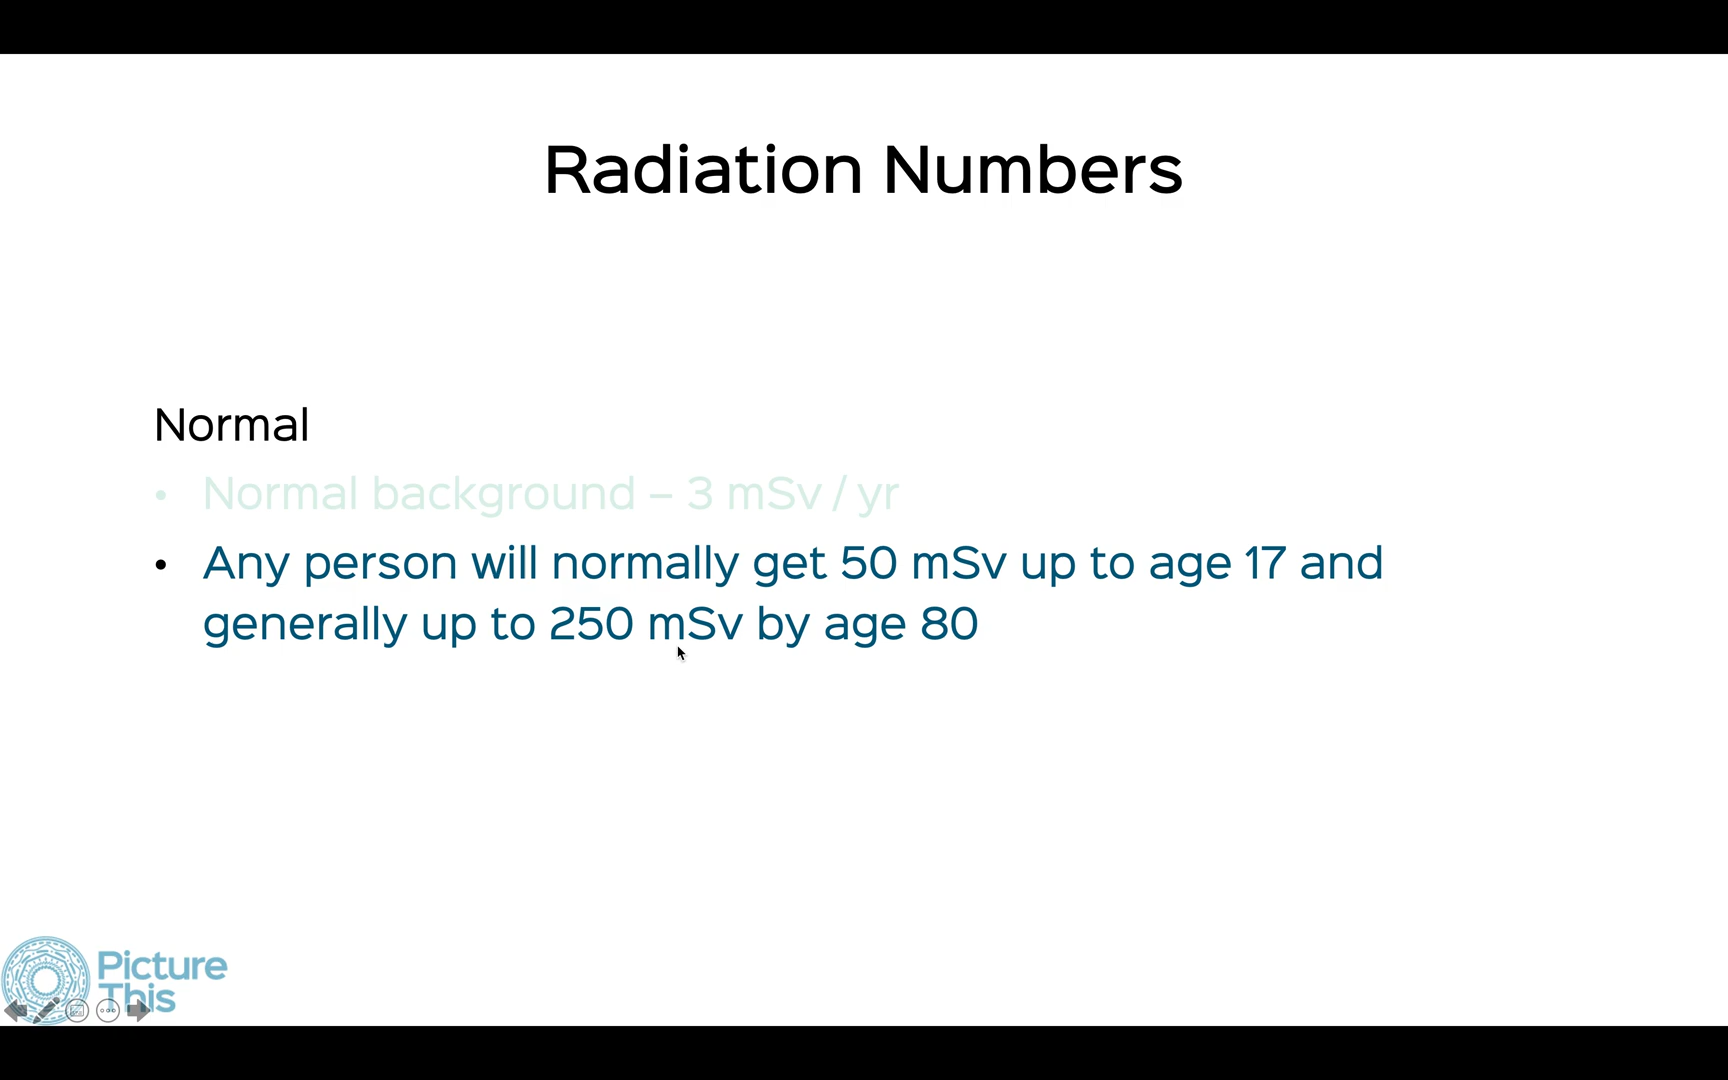 Radiation Numbers
Normal
• Normal background – 3 mSv / yr
• Any person will normally get 50 mSv up to age 17 and
generally up to 250 mSv by age 80
Picture
This